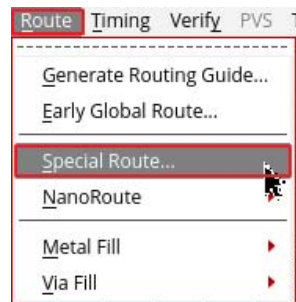 Route Timing Verify PVS
Generate Routing Guide...
Early Global Route...
Special Route...
NanoRoute
Metal Fill
Via Fill